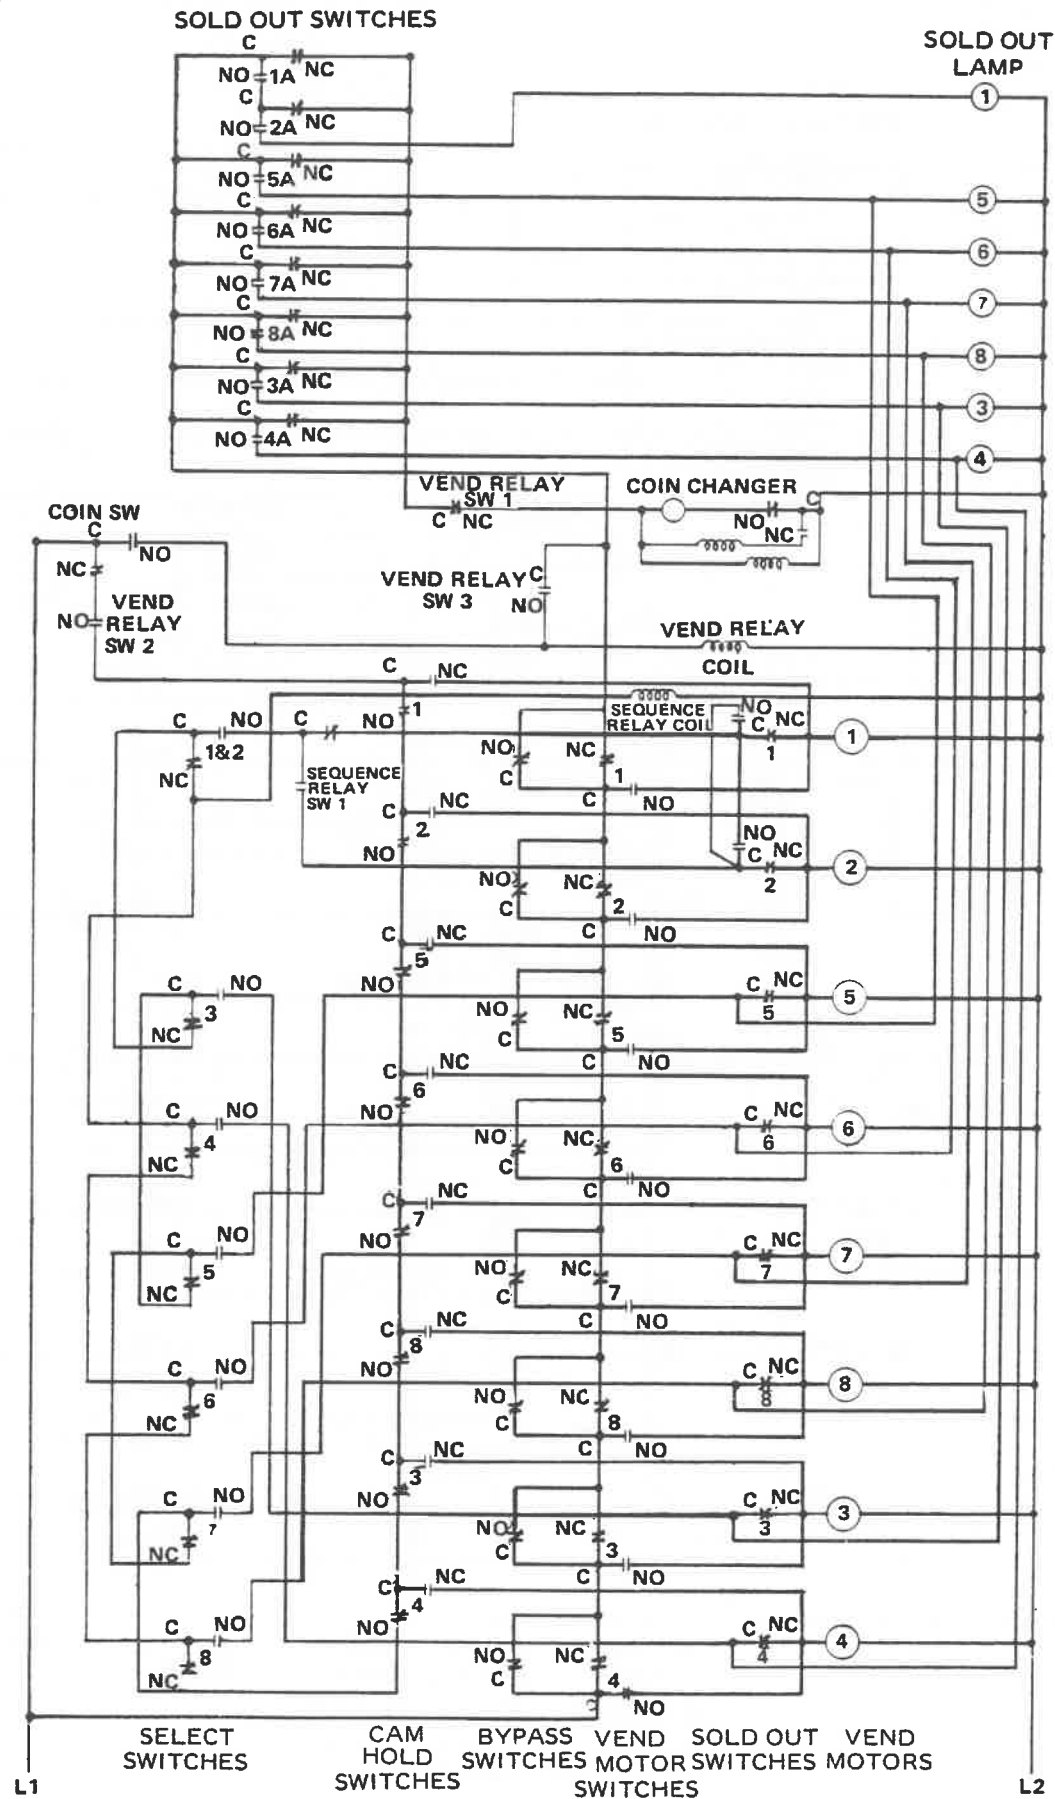 SOLD OUT SWITCHES
SOLD OUT
LAMP
C
NO 1A NC
1
C
NO 2A NC
C
NO 5A NC
5
C
NO 6A NC
6
C
NO 7A NC
7
C
NO 8A NC
8
C
NO 3A NC
3
C
NO 4A NC
4
VEND RELAY
SW 1
C NC
COIN CHANGER
C
NO
NC
COIN SW
C
NO
NC
VEND
NO RELAY
SW 2
VEND RELAY C
SW 3 NO
VEND RELAY
COIL
C NC
1
NO
SEQUENCE
RELAY COIL
NO
C NC
1
1
C NO
1&2
NC
C
SEQUENCE
RELAY
SW 1
NO
C
NC
1
C
NO
C NC
2
NO
NO
C
NC
2
C
NO
NO
C NC
2
2
C NC
5
NO
NO
C
NC
5
C
NO
C NC
5
5
C NO
3
NC
C NC
6
NO
NO
C
NC
6
C
NO
C NC
6
6
C NO
4
NC
C NC
7
NO
NO
C
NC
7
C
NO
C NC
7
7
C NO
5
NC
C NC
8
NO
NO
C
NC
8
C
NO
C NC
8
8
C NO
6
NC
C NC
3
NO
NO
C
NC
3
C
NO
C NC
3
3
C NO
7
NC
C NC
4
NO
NO
C
NC
4
C
NO
C NC
4
4
C NO
8
NC
SELECT
SWITCHES
CAM
HOLD
SWITCHES
BYPASS
SWITCHES
VEND
MOTOR
SWITCHES
SOLD OUT
SWITCHES
VEND
MOTORS
L1
L2